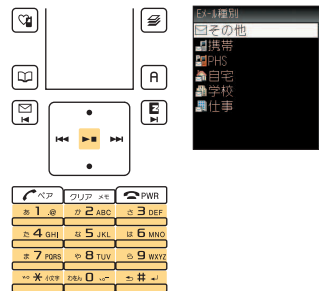 A
ペア
クリア メモ
PWR
あ 1 .@
か 2 ABC
さ 3 DEF
た 4 GHI
な 5 JKL
は 6 MNO
ま 7 PQRS
や 8 TUV
ら 9 WXYZ
＊ 小文字
わをん 0
#
Eメール種別
その他
携帯
PHS
自宅
学校
仕事